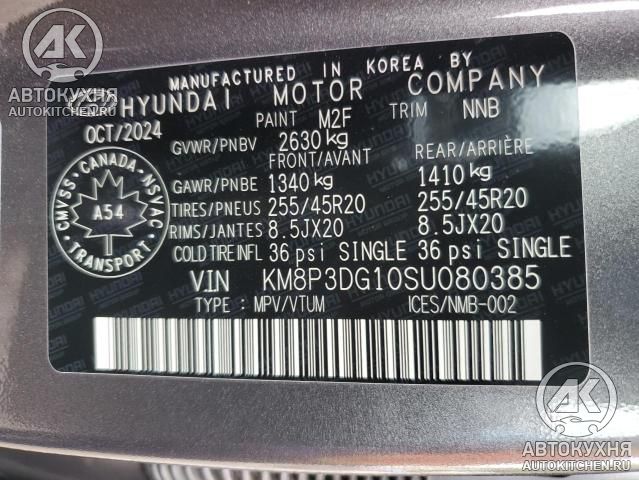 AK
АВТОКУХНЯ
AUTOKITCHEN.RU
MANUFACTURED IN KOREA BY
HYUNDAI MOTOR COMPANY
OCT/2024
PAINT M2F TRIM NNB
GVWR/PNBV 2630 kg
FRONT/AVANT REAR/ARRIÈRE
GAWR/PNBE 1340 kg 1410 kg
TIRES/PNEUS 255/45R20 255/45R20
RIMS/JANTES 8.5JX20 8.5JX20
COLD TIRE INFL 36 psi SINGLE 36 psi SINGLE
CANADA
CMVSS NSVAC
A54
TRANSPORT
VIN KM8P3DG10SU080385
TYPE : MPV/VTUM ICES/NMB-002
AK
АВТОКУХНЯ
AUTOKITCHEN.RU